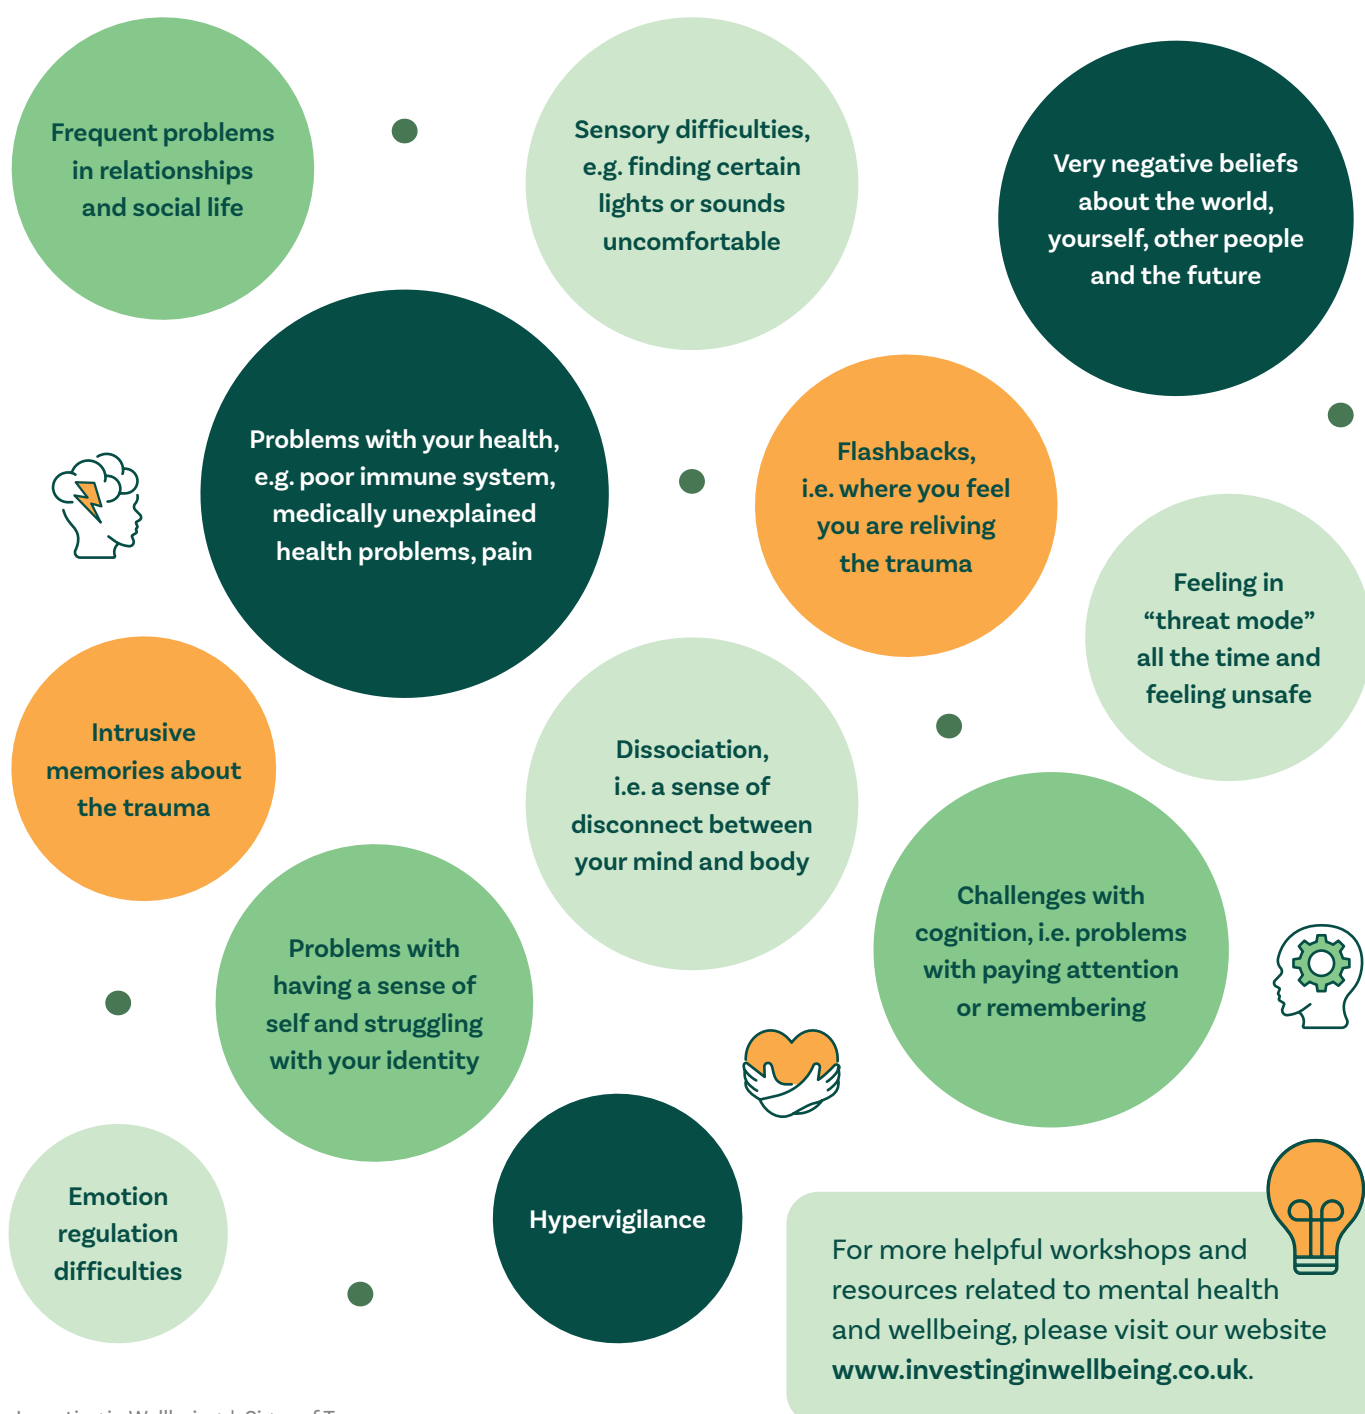 Frequent problems
in relationships
and social life
Sensory difficulties,
e.g. finding certain
lights or sounds
uncomfortable
Very negative beliefs
about the world,
yourself, other people
and the future
Problems with your health,
e.g. poor immune system,
medically unexplained
health problems, pain
Flashbacks,
i.e. where you feel
you are reliving
the trauma
Feeling in
“threat mode”
all the time and
feeling unsafe
Intrusive
memories about
the trauma
Dissociation,
i.e. a sense of
disconnect between
your mind and body
Challenges with
cognition, i.e. problems
with paying attention
or remembering
Problems with
having a sense of
self and struggling
with your identity
Emotion
regulation
difficulties
Hypervigilance
For more helpful workshops and
resources related to mental health
and wellbeing, please visit our website
www.investinginwellbeing.co.uk.